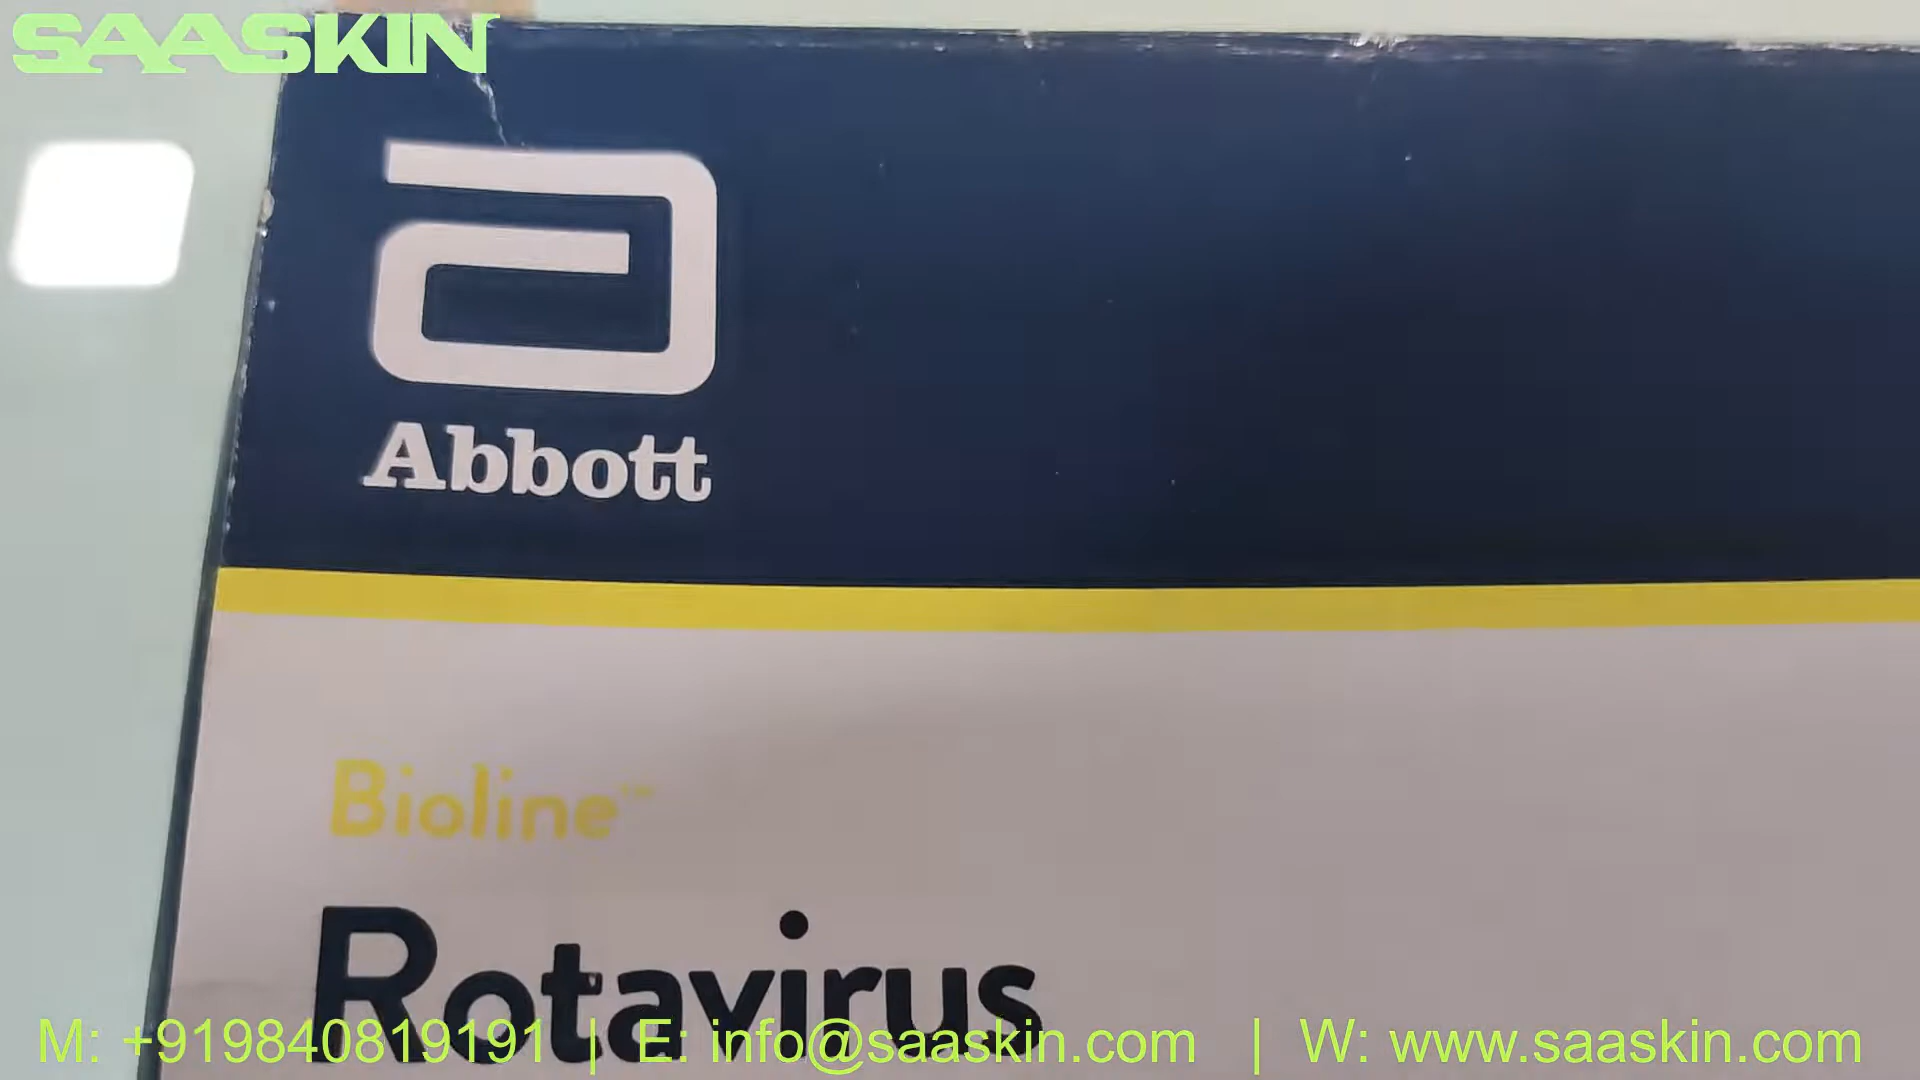 SAASKIN
Abbott
Bioline™
Rotavirus
M: +919840819191 | E: info@saaskin.com | W: www.saaskin.com